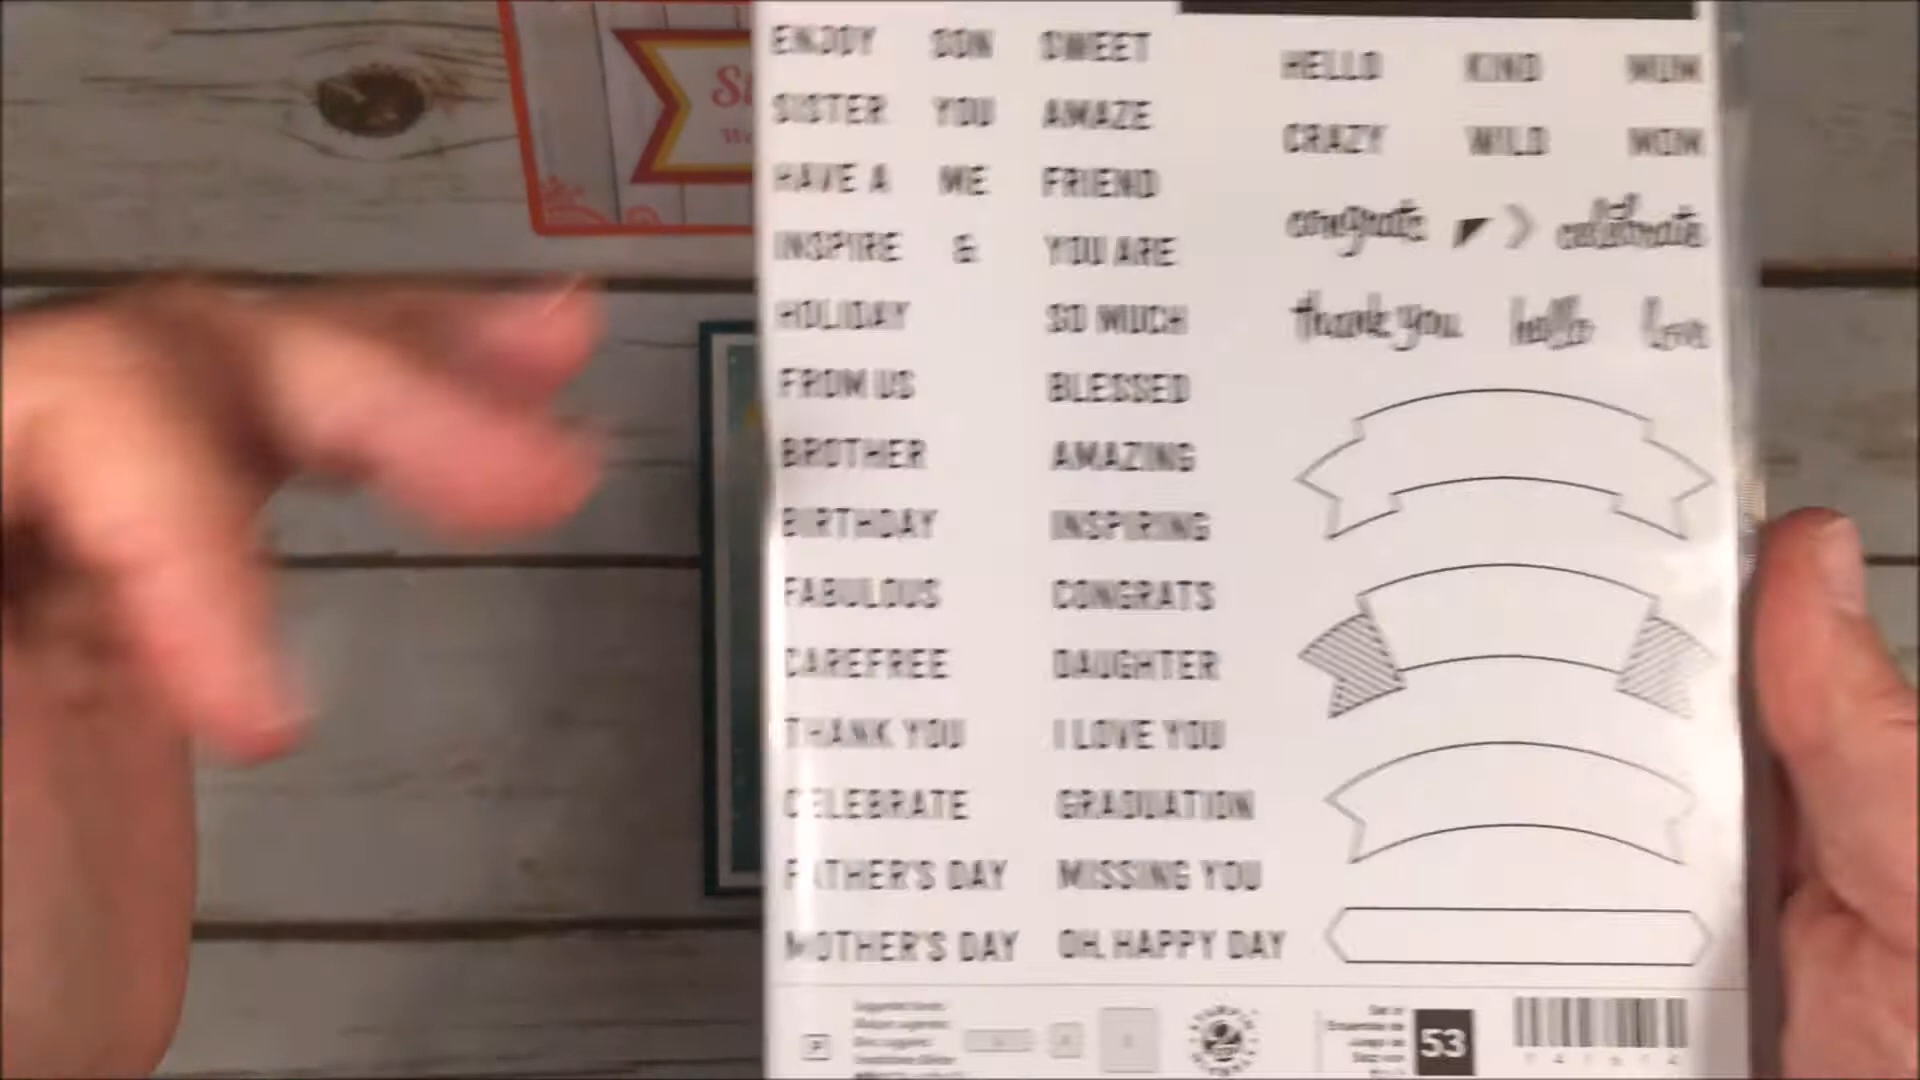 ENJOY SON SWEET
SISTER YOU AMAZE
HAVE A ME FRIEND
INSPIRE & YOU ARE
HOLIDAY SO MUCH
FROM US BLESSED
BROTHER AMAZING
BIRTHDAY INSPIRING
FABULOUS CONGRATS
CAREFREE DAUGHTER
THANK YOU I LOVE YOU
CELEBRATE GRADUATION
FATHER'S DAY MISSING YOU
MOTHER'S DAY OH, HAPPY DAY
HELLO KIND MUM
CRAZY WILD WOW
congrats celebrate
thank you hello love
53